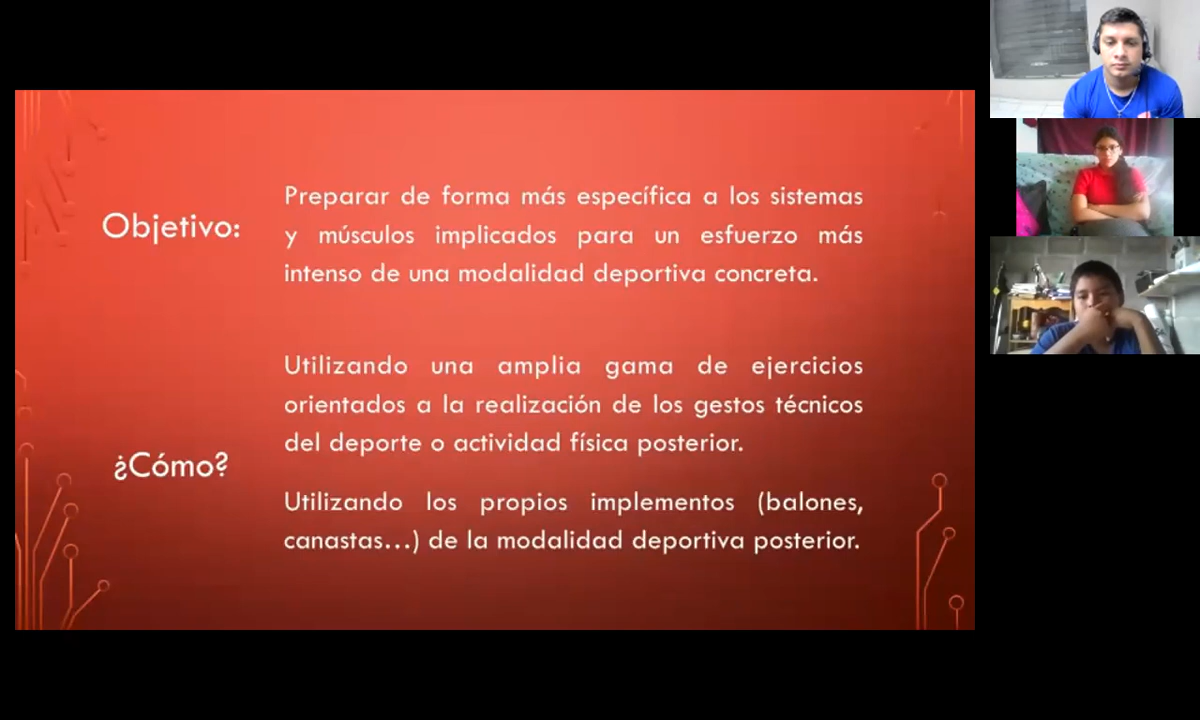 Objetivo:
Preparar de forma más específica a los sistemas
y músculos implicados para un esfuerzo más
intenso de una modalidad deportiva concreta.
¿Cómo?
Utilizando una amplia gama de ejercicios
orientados a la realización de los gestos técnicos
del deporte o actividad física posterior.
Utilizando los propios implementos (balones,
canastas...) de la modalidad deportiva posterior.